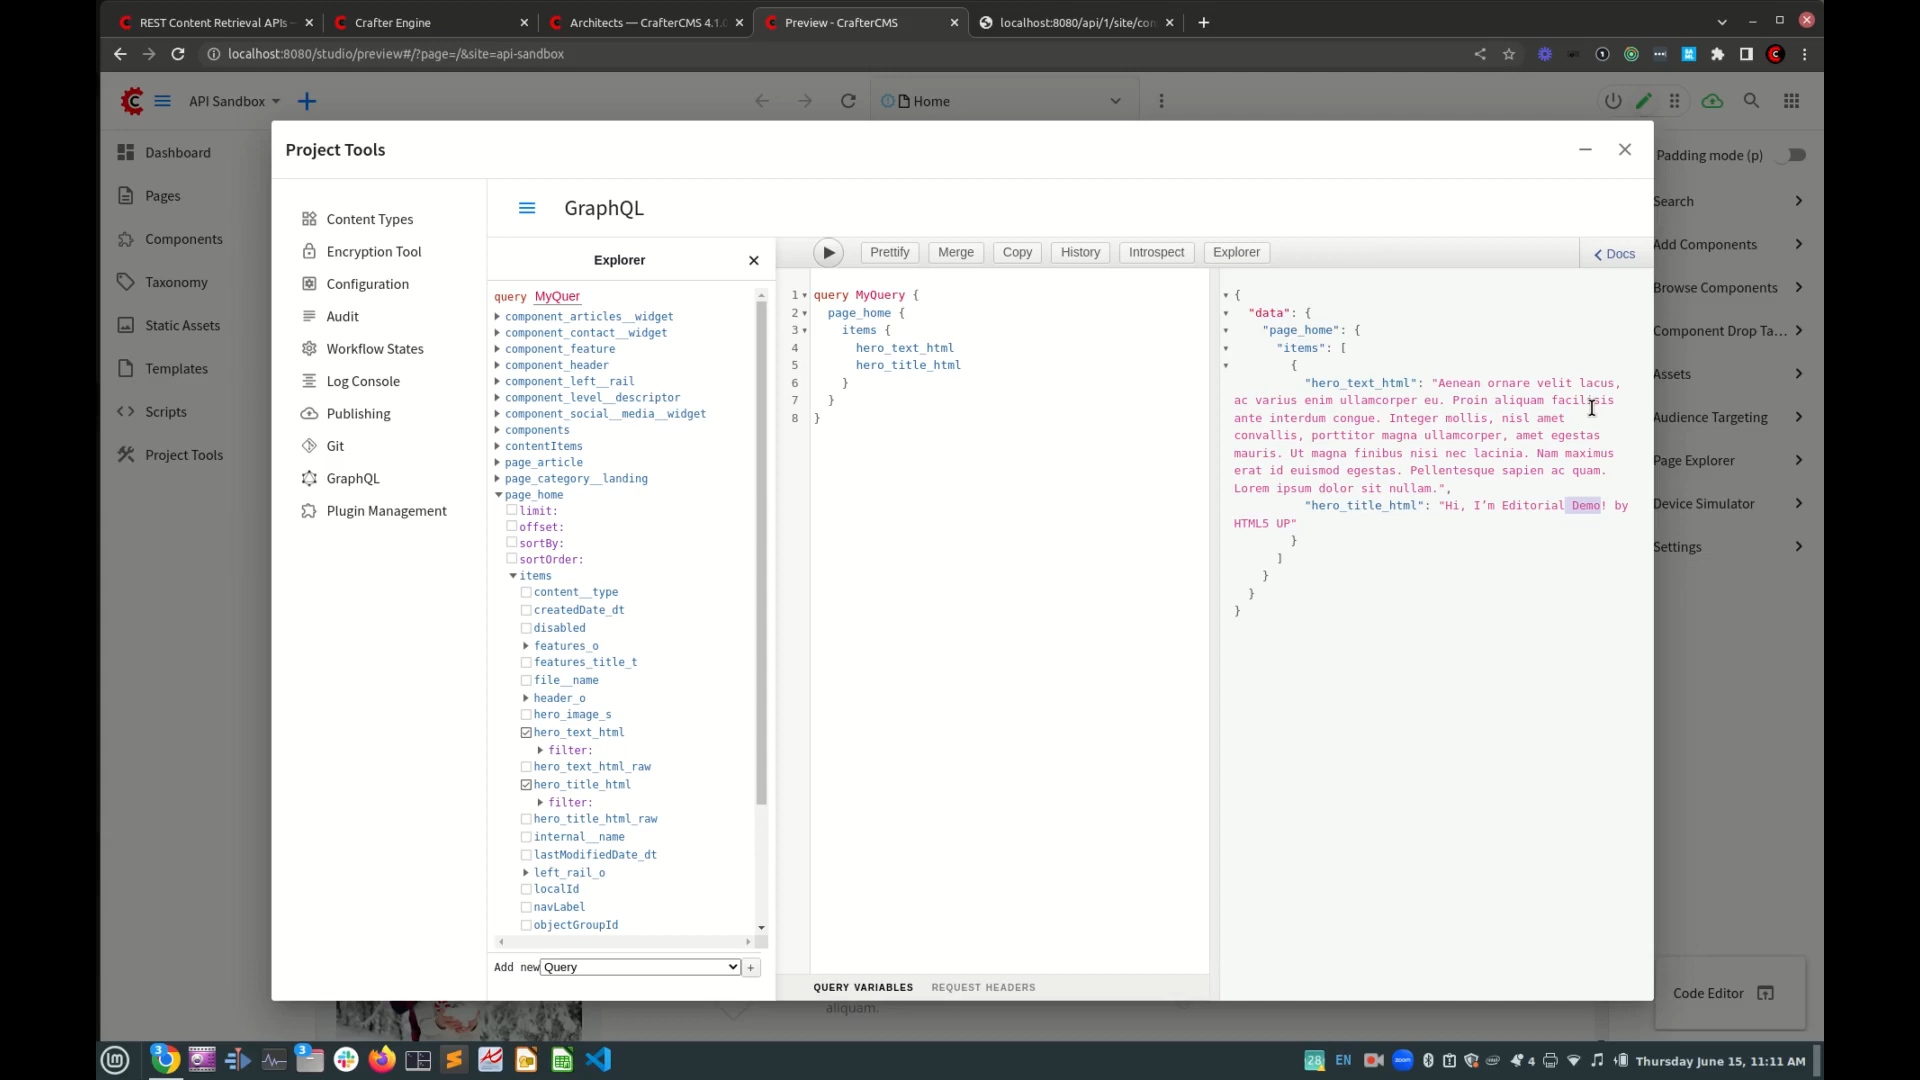 REST Content Retrieval APIs
Crafter Engine
Architects — CrafterCMS 4.1.0
Preview - CrafterCMS
localhost:8080/api/1/site/con
localhost:8080/studio/preview#/?page=/&site=api-sandbox
API Sandbox
Home
Dashboard
Pages
Components
Taxonomy
Static Assets
Templates
Scripts
Project Tools
Project Tools
Content Types
Encryption Tool
Configuration
Audit
Workflow States
Log Console
Publishing
Git
GraphQL
Plugin Management
GraphQL
Explorer
query MyQuer
component_articles__widget
component_contact__widget
component_feature
component_header
component_left__rail
component_level__descriptor
component_social__media__widget
components
contentItems
page_article
page_category__landing
page_home
limit:
offset:
sortBy:
sortOrder:
items
content__type
createdDate_dt
disabled
features_o
features_title_t
file__name
header_o
hero_image_s
hero_text_html
filter:
hero_text_html_raw
hero_title_html
filter:
hero_title_html_raw
internal__name
lastModifiedDate_dt
left_rail_o
localId
navLabel
objectGroupId
Add new Query +
Prettify Merge Copy History Introspect Explorer
Docs
1 query MyQuery {
2 page_home {
3 items {
4 hero_text_html
5 hero_title_html
6 }
7 }
8 }
QUERY VARIABLES REQUEST HEADERS
{
"data": {
"page_home": {
"items": [
{
"hero_text_html": "Aenean ornare velit lacus,
ac varius enim ullamcorper eu. Proin aliquam facilisis
ante interdum congue. Integer mollis, nisl amet
convallis, porttitor magna ullamcorper, amet egestas
mauris. Ut magna finibus nisi nec lacinia. Nam maximus
erat id euismod egestas. Pellentesque sapien ac quam.
Lorem ipsum dolor sit nullam.",
"hero_title_html": "Hi, I’m Editorial Demo! by
HTML5 UP"
}
]
}
}
}
Padding mode (p)
Search
Add Components
Browse Components
Component Drop Ta...
Assets
Audience Targeting
Page Explorer
Device Simulator
Settings
Code Editor
aliquam.
3
3
28
EN
zoom
4
Thursday June 15, 11:11 AM